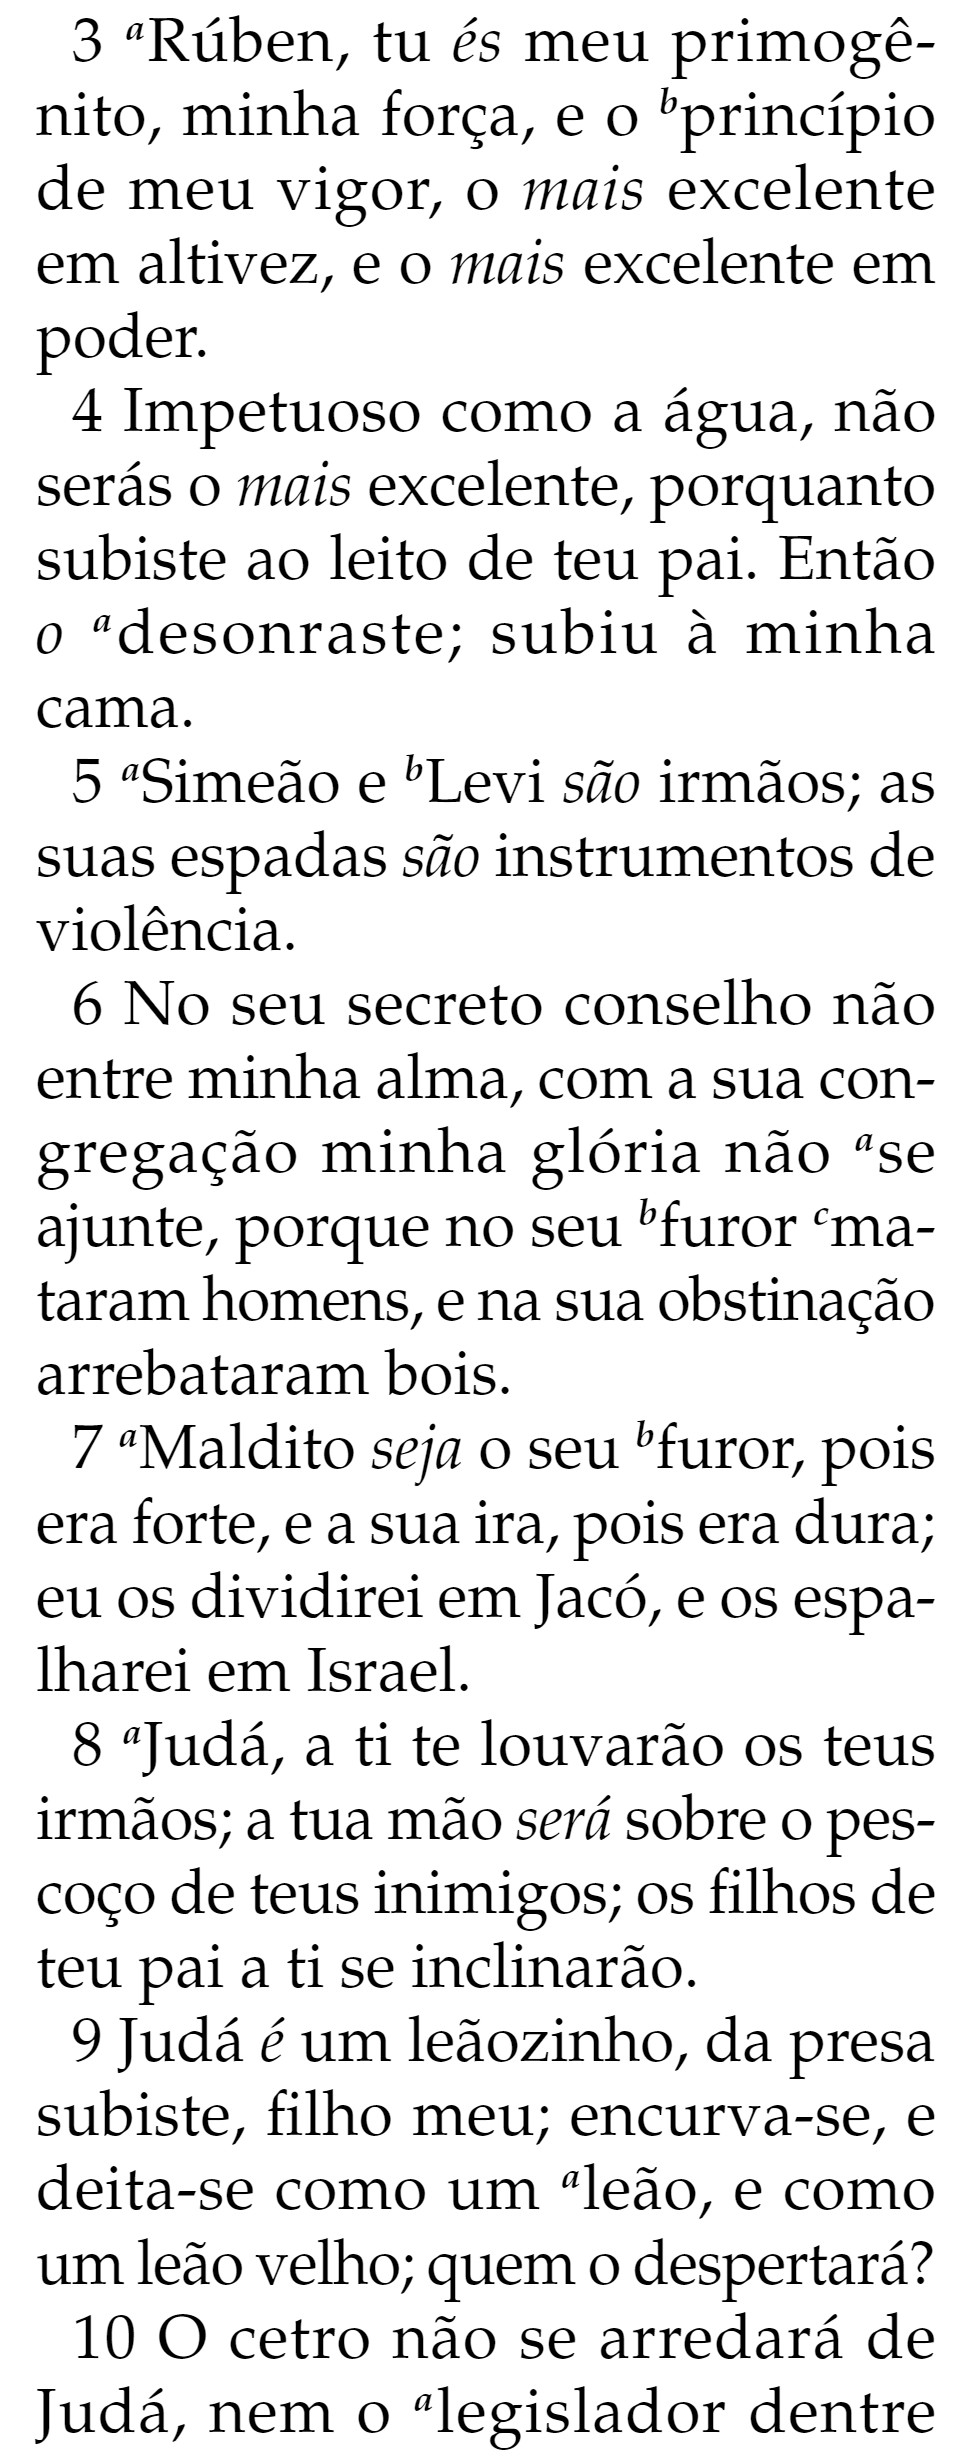 3 ᵃRúben, tu és meu primogê-
nito, minha força, e o ᵇprincípio
de meu vigor, o mais excelente
em altivez, e o mais excelente em
poder.
4 Impetuoso como a água, não
serás o mais excelente, porquanto
subiste ao leito de teu pai. Então
o ᵃdesonraste; subiu à minha
cama.
5 ᵃSimeão e ᵇLevi são irmãos; as
suas espadas são instrumentos de
violência.
6 No seu secreto conselho não
entre minha alma, com a sua con-
gregação minha glória não ᵃse
ajunte, porque no seu ᵇfuror ᶜma-
taram homens, e na sua obstinação
arrebataram bois.
7 ᵃMaldito seja o seu ᵇfuror, pois
era forte, e a sua ira, pois era dura;
eu os dividirei em Jacó, e os espa-
lharei em Israel.
8 ᵃJudá, a ti te louvarão os teus
irmãos; a tua mão será sobre o pes-
coço de teus inimigos; os filhos de
teu pai a ti se inclinarão.
9 Judá é um leãozinho, da presa
subiste, filho meu; encurva-se, e
deita-se como um ᵃleão, e como
um leão velho; quem o despertará?
10 O cetro não se arredará de
Judá, nem o ᵃlegislador dentre